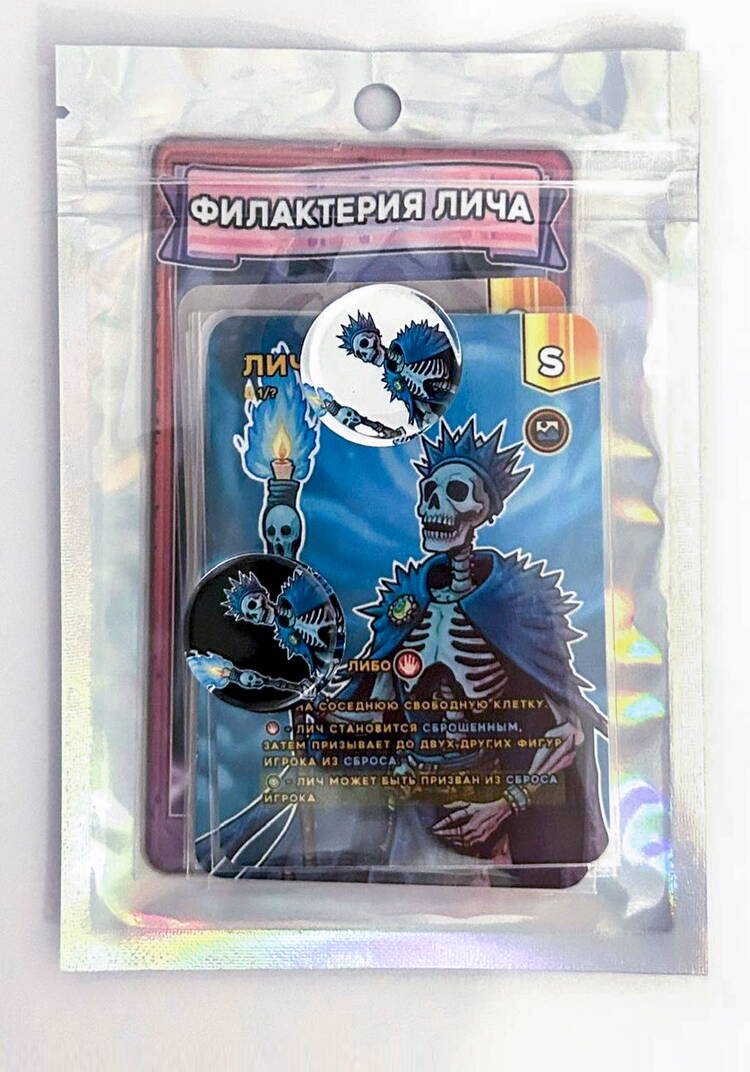 ФИЛАКТЕРИЯ ЛИЧА
S
1/?
ЛИБО
НА СОСЕДНЮЮ СВОБОДНУЮ КЛЕТКУ.
- ЛИЧ СТАНОВИТСЯ СБРОШЕННЫМ,
ЗАТЕМ ПРИЗЫВАЕТ ДО ДВУХ ДРУГИХ ФИГУР
ИГРОКА ИЗ СБРОСА.
- ЛИЧ МОЖЕТ БЫТЬ ПРИЗВАН ИЗ СБРОСА
ИГРОКА